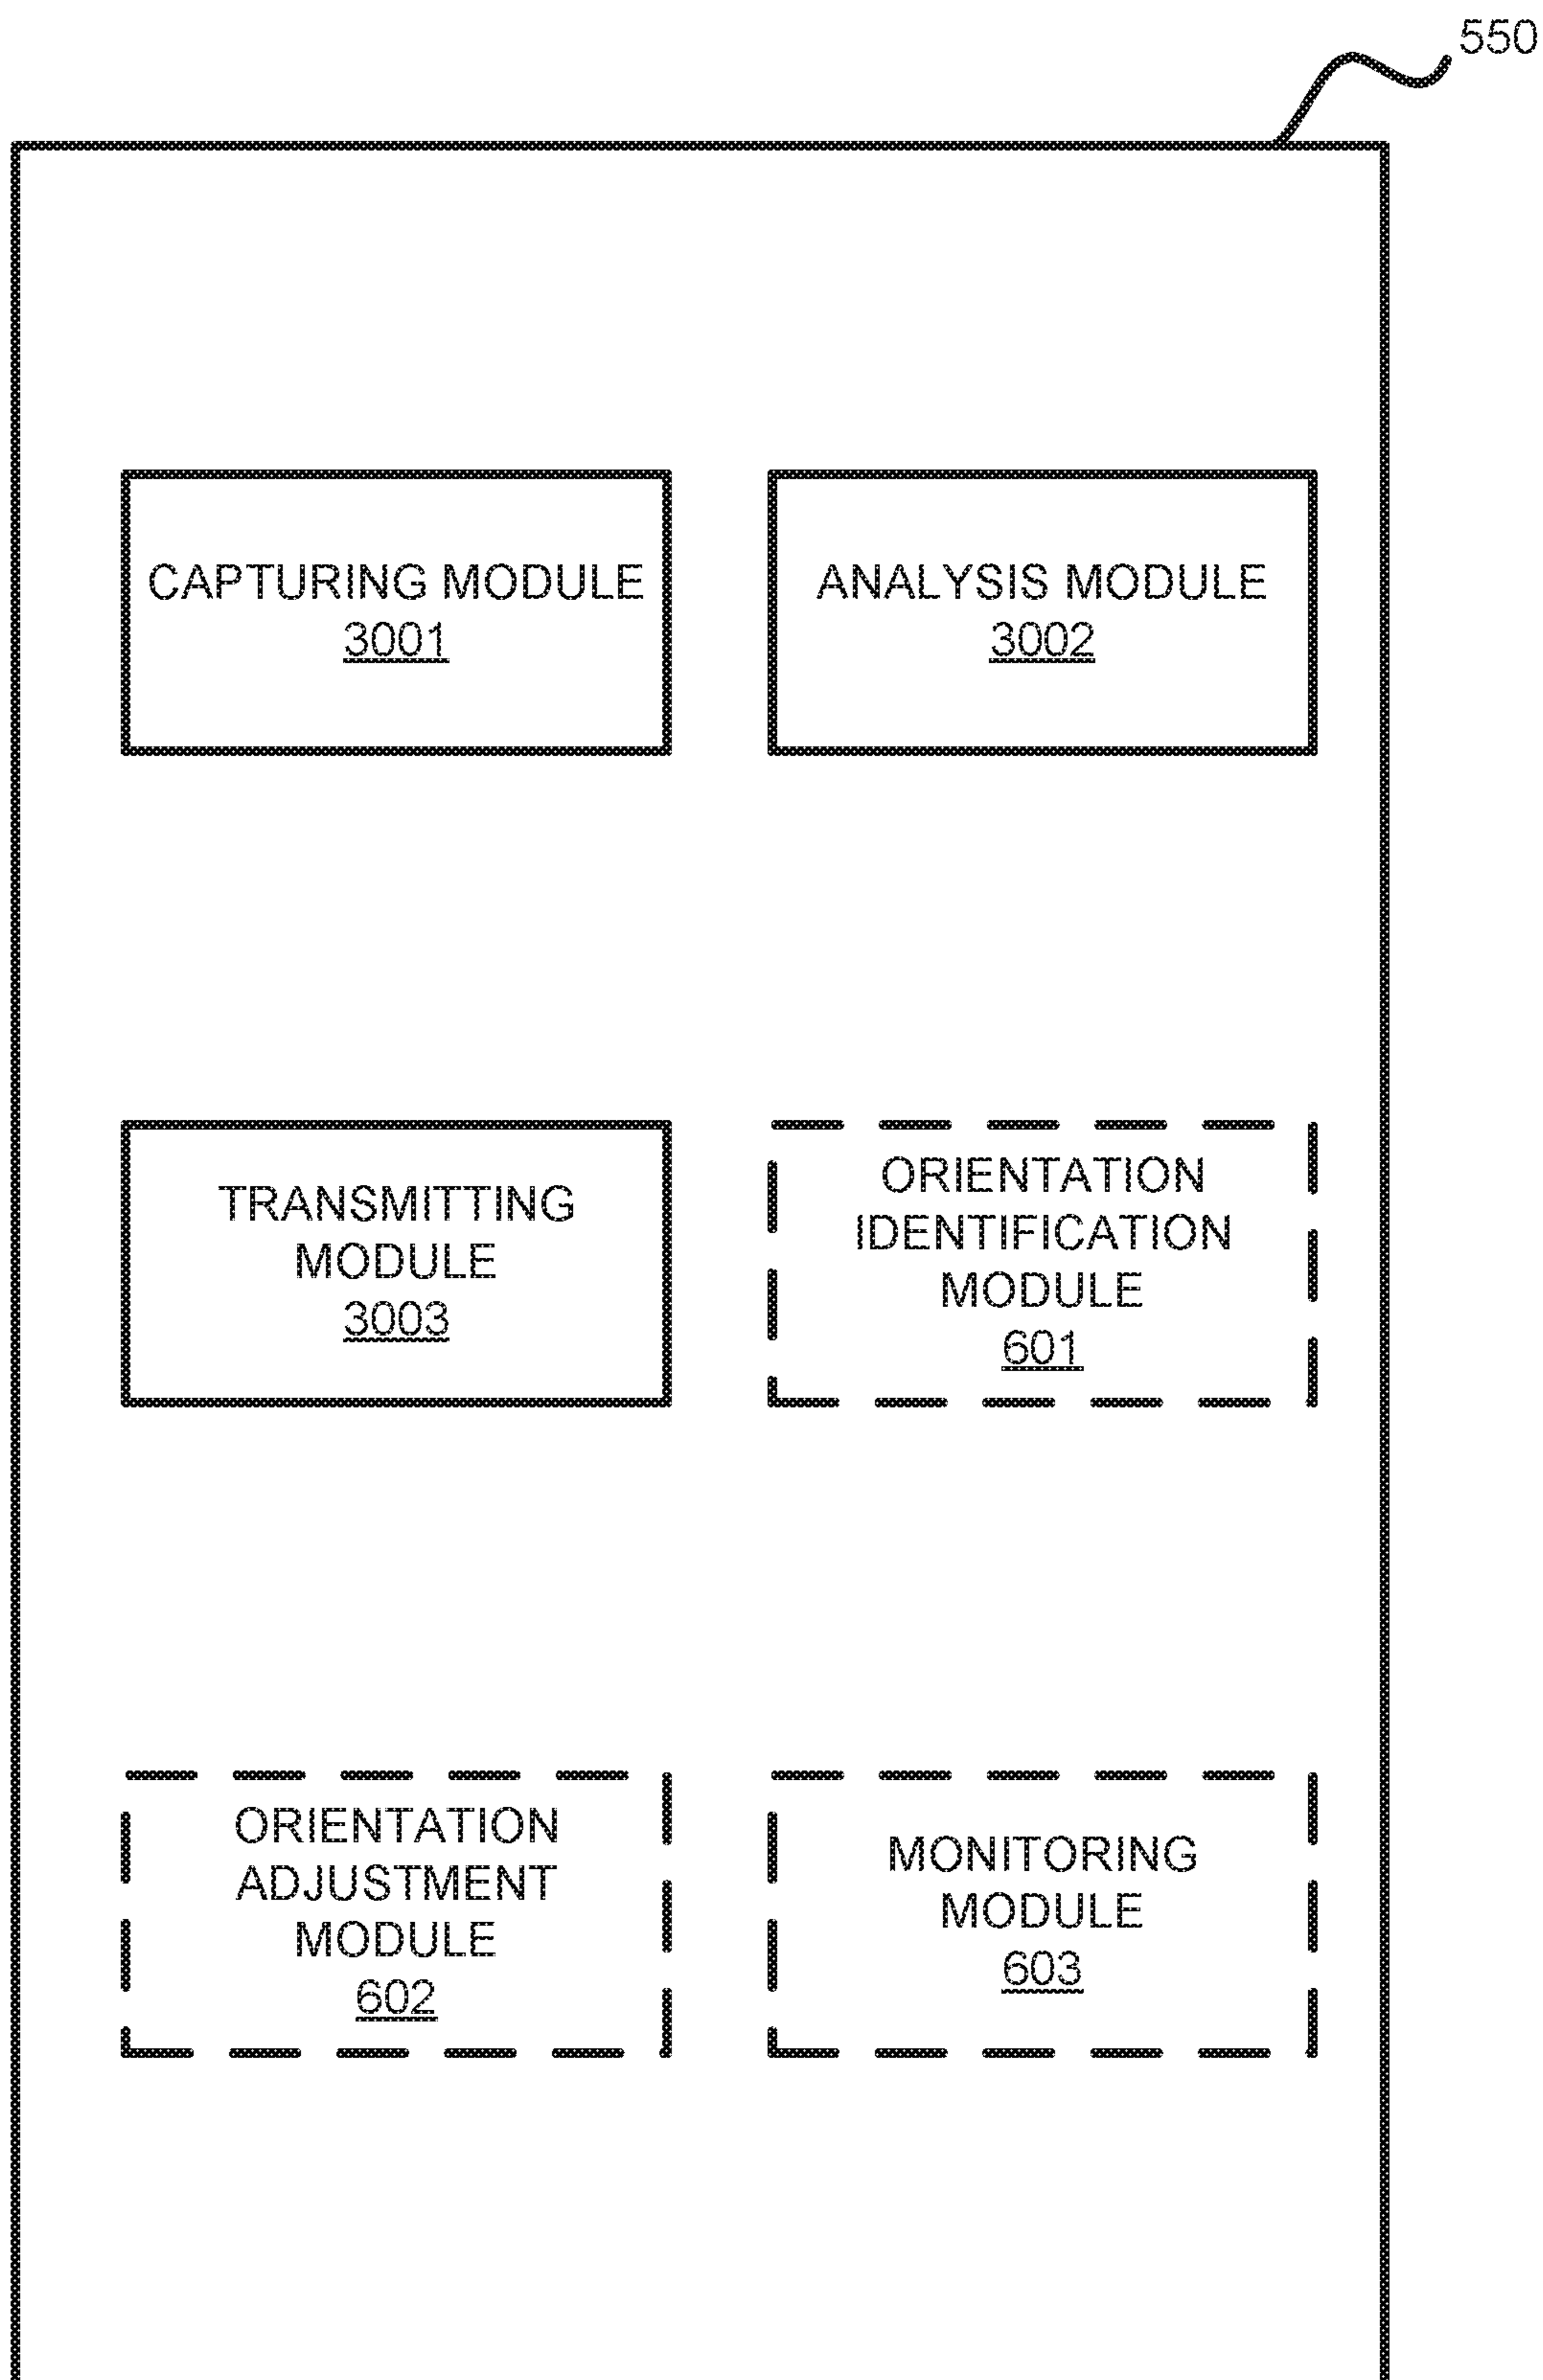 550
CAPTURING MODULE
3001
ANALYSIS MODULE
3002
TRANSMITTING
MODULE
3003
ORIENTATION
IDENTIFICATION
MODULE
601
ORIENTATION
ADJUSTMENT
MODULE
602
MONITORING
MODULE
603